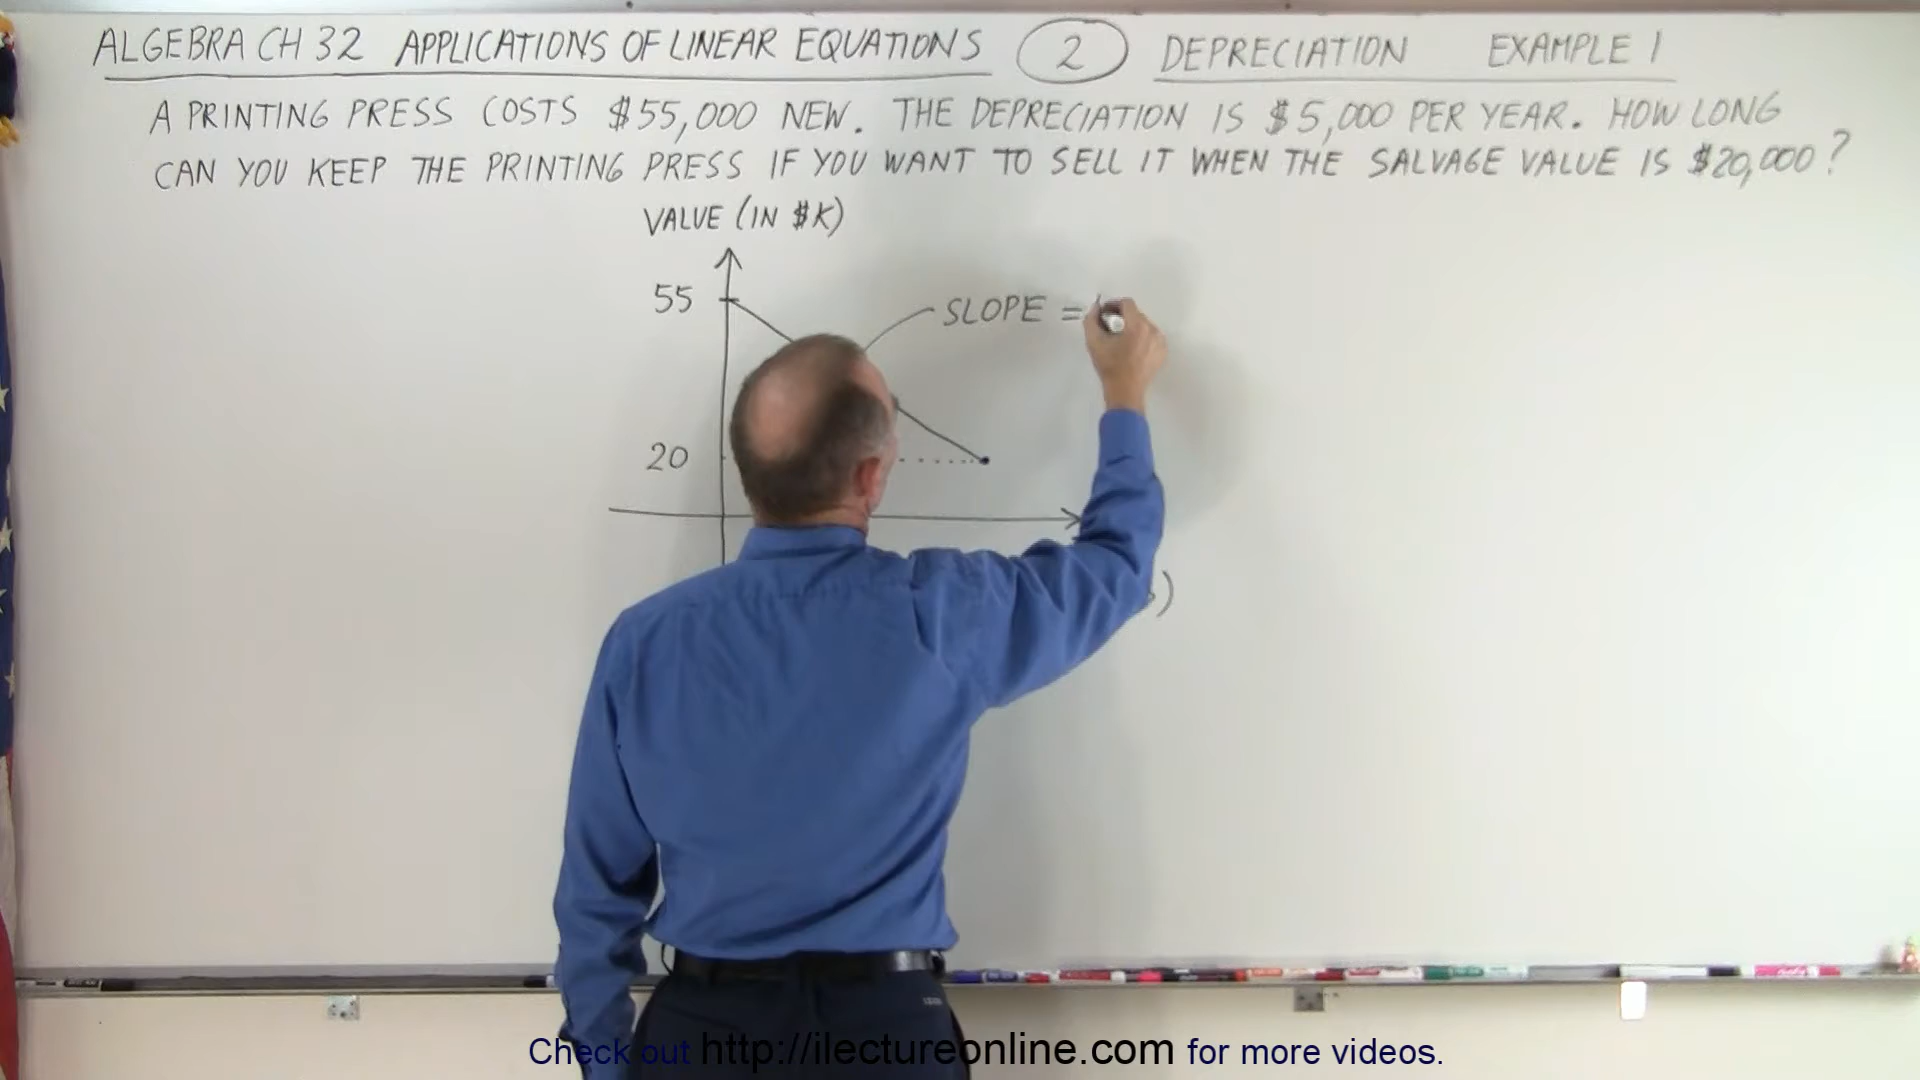 ALGEBRA CH 32 APPLICATIONS OF LINEAR EQUATIONS 2 DEPRECIATION EXAMPLE 1
A PRINTING PRESS COSTS $55,000 NEW. THE DEPRECIATION IS $5,000 PER YEAR. HOW LONG
CAN YOU KEEP THE PRINTING PRESS IF YOU WANT TO SELL IT WHEN THE SALVAGE VALUE IS $20,000?
VALUE (IN $K)
55
SLOPE =
20
)
Check out http://ilectureonline.com for more videos.